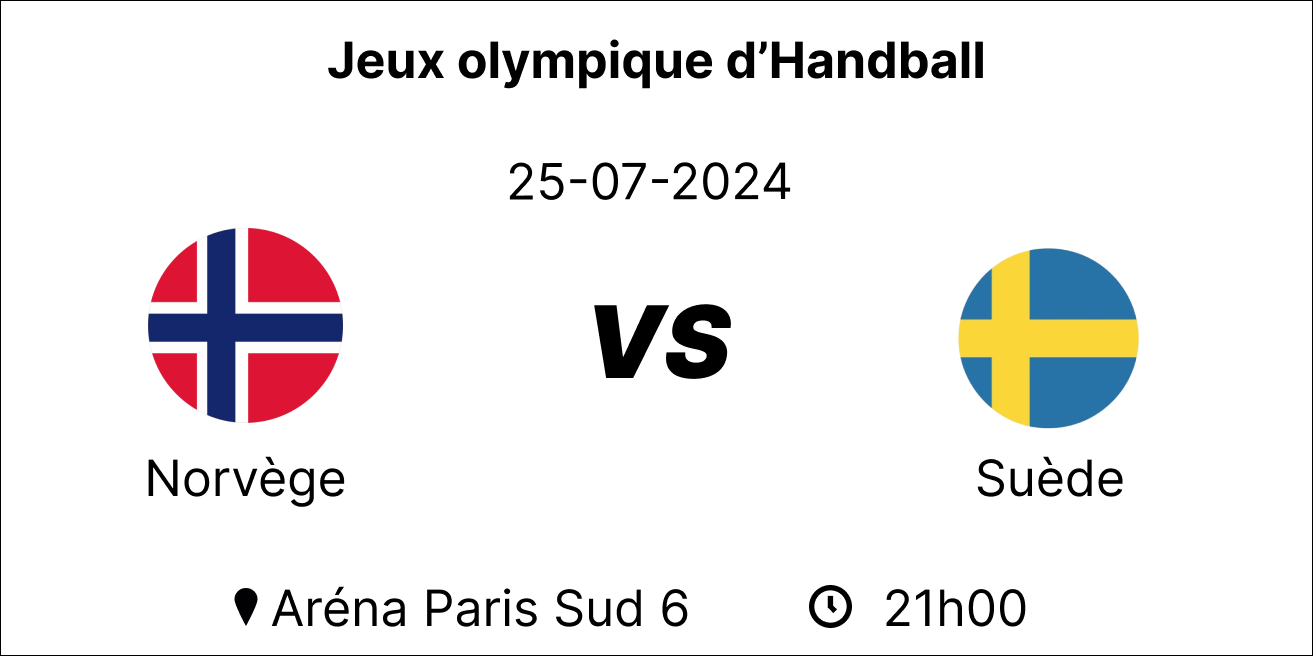 Jeux olympique d’Handball
25-07-2024
VS
Norvège
Suède
Aréna Paris Sud 6
21h00